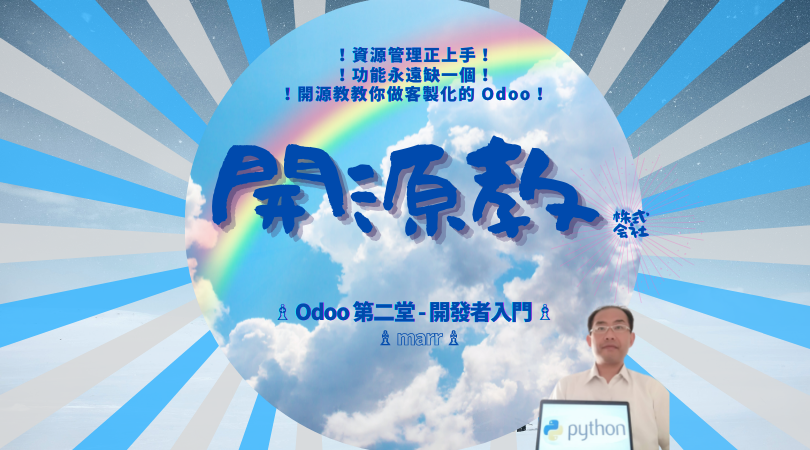 ！資源管理正上手！
！功能永遠缺一個！
！開源教教你做客製化的 Odoo！
開源教
株式
会社
Odoo 第二堂 - 開發者入門
marr
python